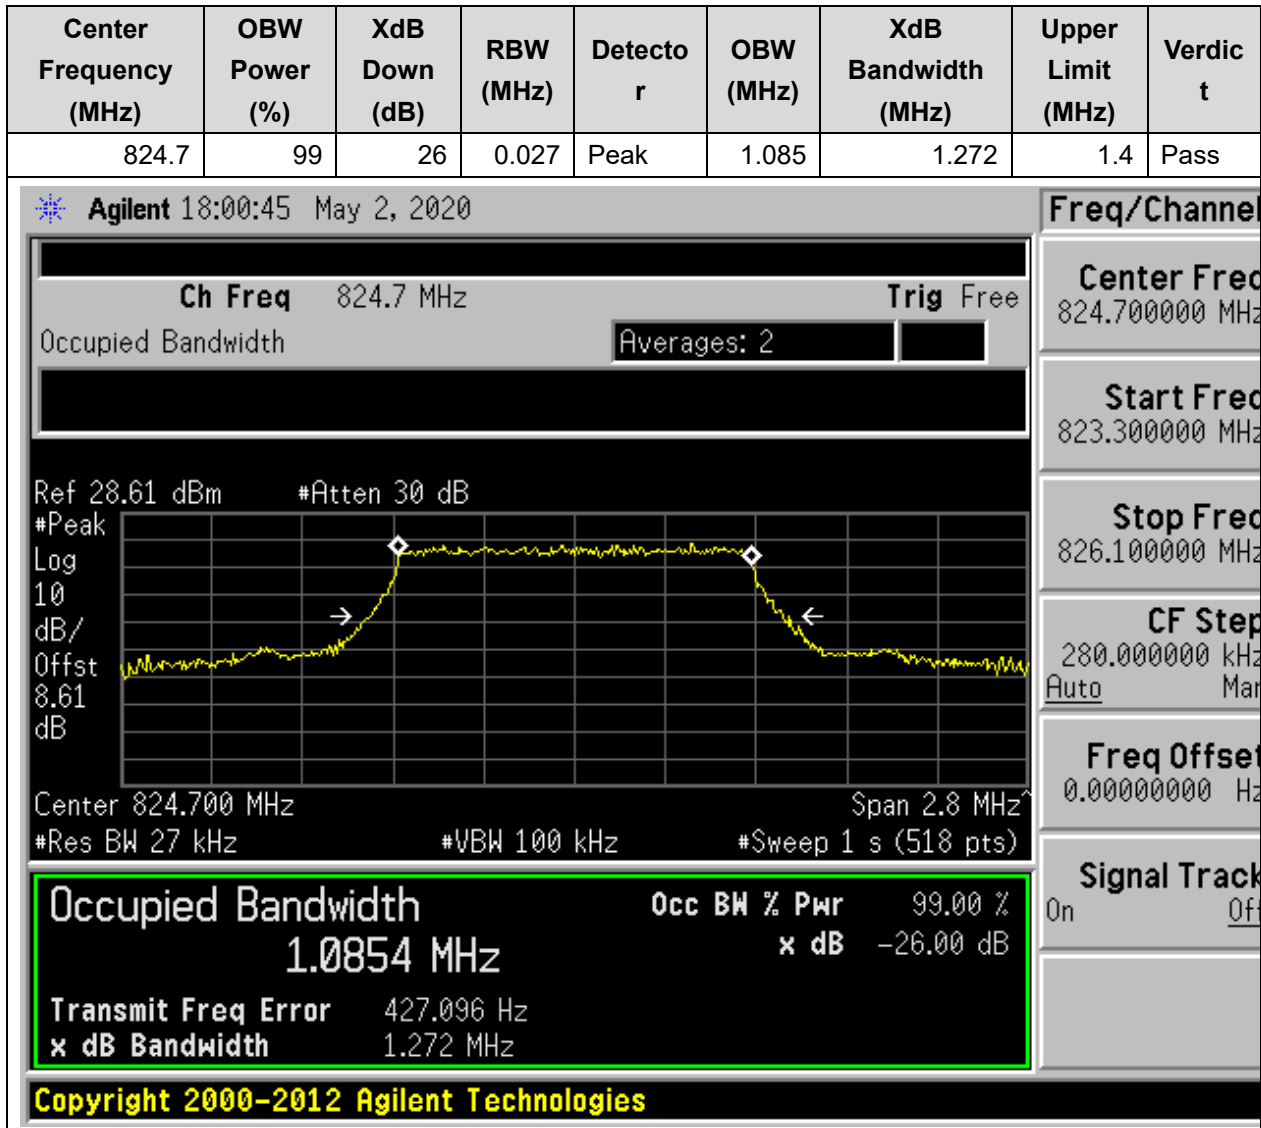 Center Frequency (MHz) OBW Power (%) XdB Down (dB) RBW (MHz) Detector OBW (MHz) XdB Bandwidth (MHz) Upper Limit (MHz) Verdict
824.7 99 26 0.027 Peak 1.085 1.272 1.4 Pass
Agilent 18:00:45 May 2, 2020
Freq/Channel
Ch Freq 824.7 MHz Trig Free
Occupied Bandwidth Averages: 2
Center Freq
824.700000 MHz
Start Freq
823.300000 MHz
Stop Freq
826.100000 MHz
CF Step
280.000000 kHz
Auto Man
Freq Offset
0.00000000 Hz
Signal Track
On Off
Ref 28.61 dBm #Atten 30 dB
#Peak
Log
10
dB/
Offst
8.61
dB
Center 824.700 MHz Span 2.8 MHz^
#Res BW 27 kHz #VBW 100 kHz #Sweep 1 s (518 pts)
Occupied Bandwidth
1.0854 MHz
Occ BW % Pwr 99.00 %
x dB -26.00 dB
Transmit Freq Error 427.096 Hz
x dB Bandwidth 1.272 MHz
Copyright 2000-2012 Agilent Technologies